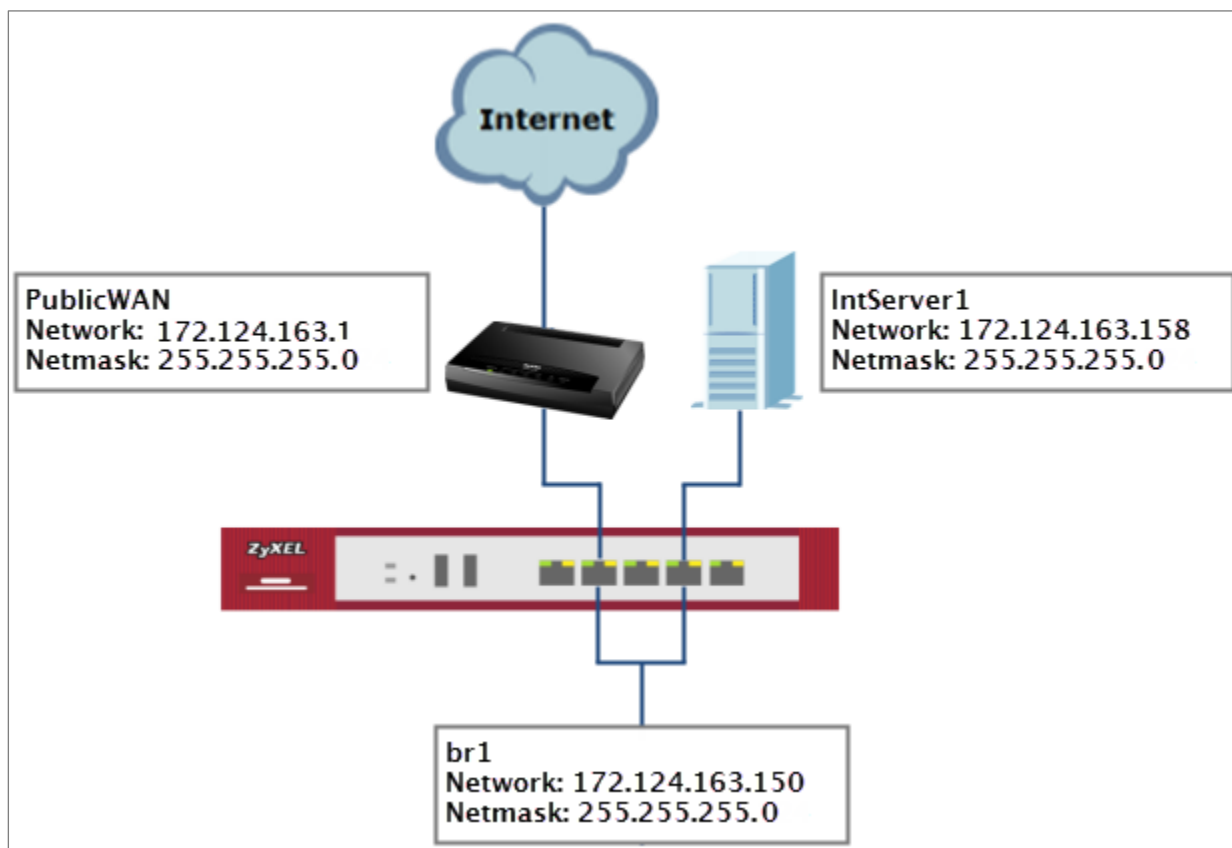 Internet
PublicWAN
Network: 172.124.163.1
Netmask: 255.255.255.0
IntServer1
Network: 172.124.163.158
Netmask: 255.255.255.0
ZyXEL
br1
Network: 172.124.163.150
Netmask: 255.255.255.0